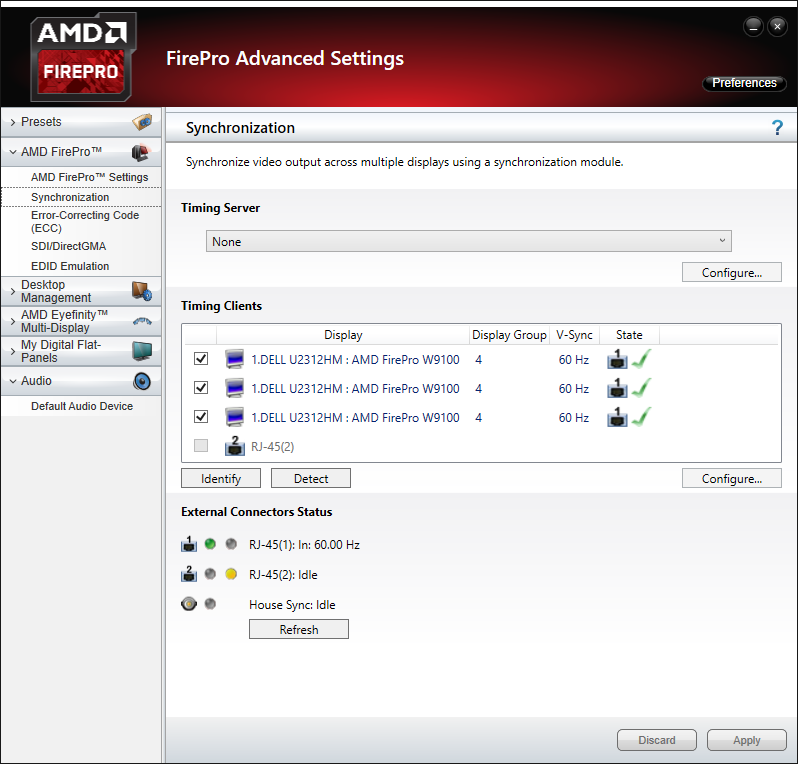 AMD
FIREPRO
FirePro Advanced Settings
Preferences
Presets
AMD FirePro™
AMD FirePro™ Settings
Synchronization
Error-Correcting Code
(ECC)
SDI/DirectGMA
EDID Emulation
Desktop
Management
AMD Eyefinity™
Multi-Display
My Digital Flat-
Panels
Audio
Default Audio Device
Synchronization
?
Synchronize video output across multiple displays using a synchronization module.
Timing Server
None
Configure...
Timing Clients
Display Display Group V-Sync State
1.DELL U2312HM : AMD FirePro W9100 4 60 Hz 1
1.DELL U2312HM : AMD FirePro W9100 4 60 Hz 1
1.DELL U2312HM : AMD FirePro W9100 4 60 Hz 1
2 RJ-45(2)
Identify Detect Configure...
External Connectors Status
1 RJ-45(1): In: 60.00 Hz
2 RJ-45(2): Idle
House Sync: Idle
Refresh
Discard Apply